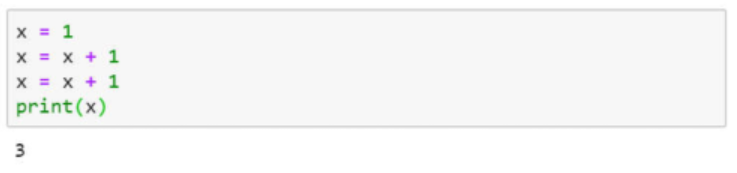 x = 1
x = x + 1
x = x + 1
print(x)
3